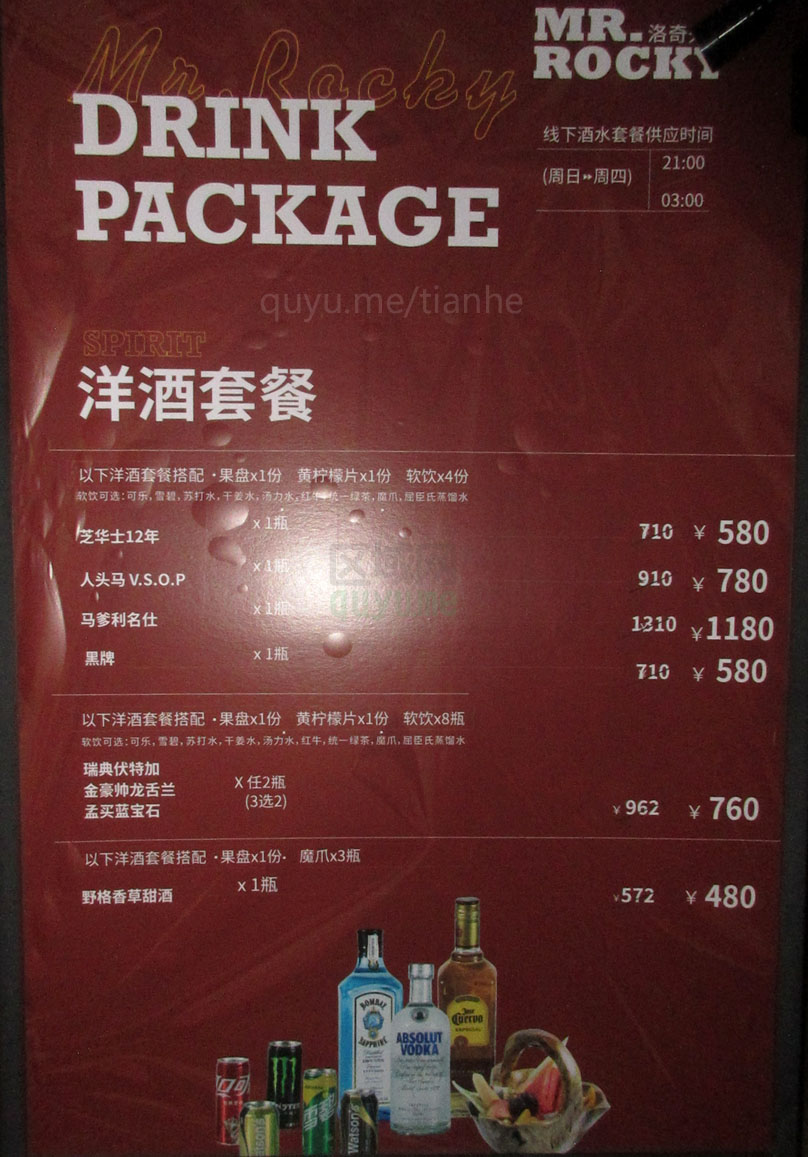 Mr. Rocky
DRINK
PACKAGE
MR.
洛奇
ROCKY
线下酒水套餐供应时间
(周日▸▸周四)
21:00
03:00
quyu.me/tianhe
SPIRIT
洋酒套餐
以下洋酒套餐搭配 ·果盘x1份 黄柠檬片x1份 软饮x4份
软饮可选:可乐,雪碧,苏打水,干姜水,汤力水,红牛,统一绿茶,魔爪,屈臣氏蒸馏水
芝华士12年 x 1瓶 710 ¥ 580
人头马 V.S.O.P x 1瓶 910 ¥ 780
马爹利名仕 x 1瓶 1310 ¥1180
黑牌 x 1瓶 710 ¥ 580
quyu.me
以下洋酒套餐搭配 ·果盘x1份 黄柠檬片x1份 软饮x8瓶
软饮可选:可乐,雪碧,苏打水,干姜水,汤力水,红牛,统一绿茶,魔爪,屈臣氏蒸馏水
瑞典伏特加
金豪帅龙舌兰 X 任2瓶
孟买蓝宝石 (3选2) ¥ 962 ¥ 760
以下洋酒套餐搭配 ·果盘x1份· 魔爪x3瓶
野格香草甜酒 x 1瓶 ¥572 ¥ 480
BOMBAY
SAPPHIRE
ABSOLUT
VODKA
Jose
Cuervo
ESPECIAL
雪碧
Watson's
Watson's